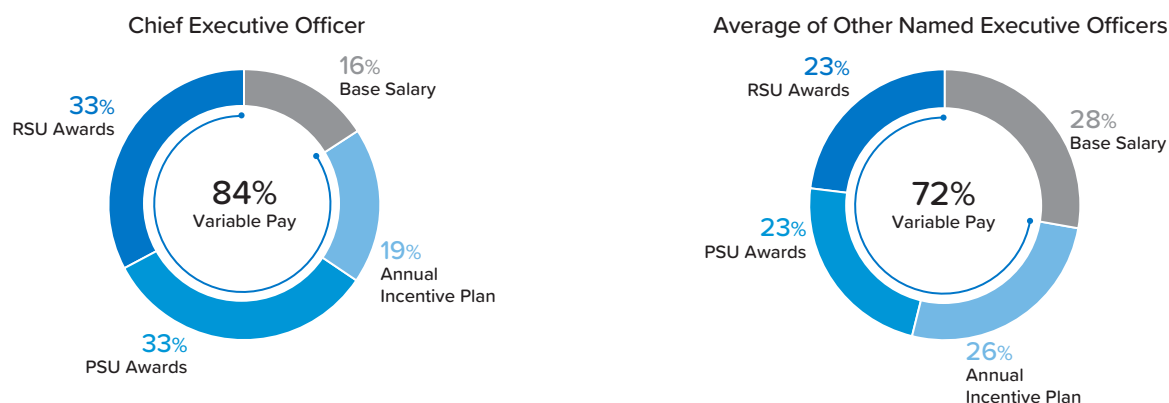 Chief Executive Officer
16%
Base Salary
33%
RSU Awards
84%
Variable Pay
19%
Annual
Incentive Plan
33%
PSU Awards
Average of Other Named Executive Officers
23%
RSU Awards
28%
Base Salary
72%
Variable Pay
23%
PSU Awards
26%
Annual
Incentive Plan